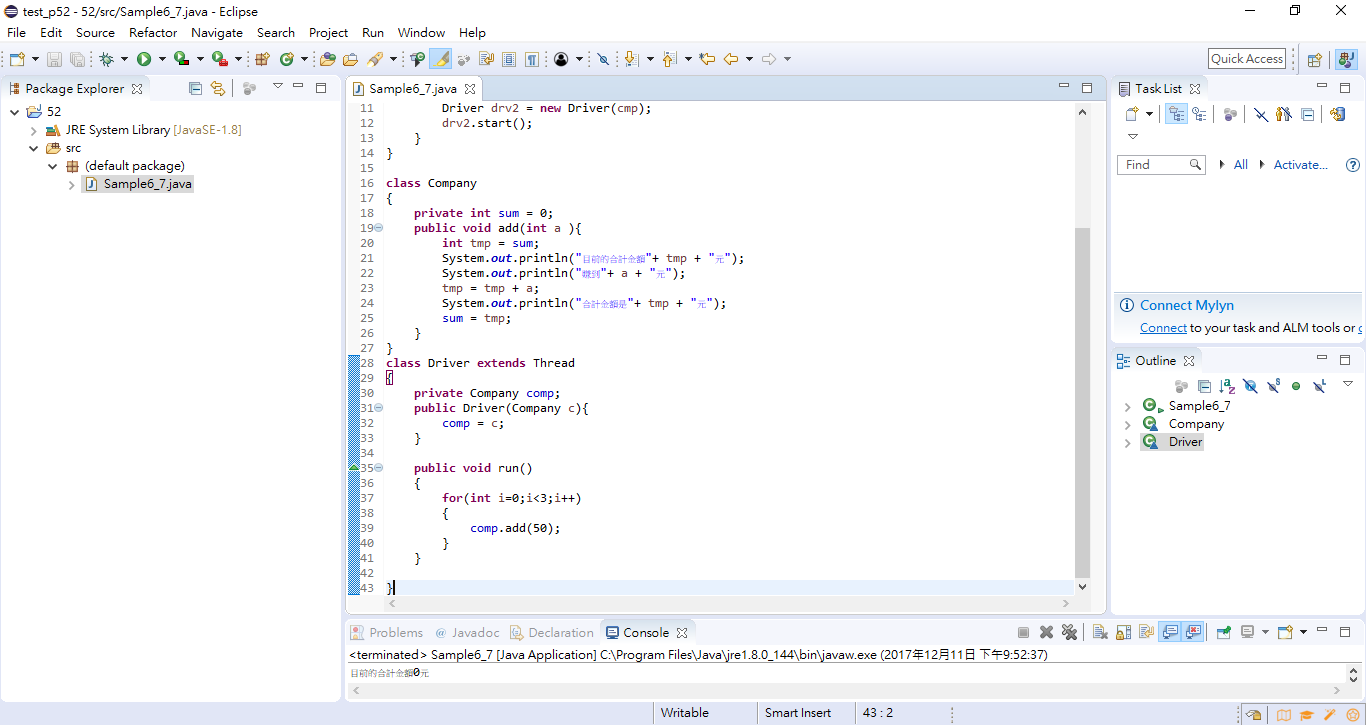 test_p52 - 52/src/Sample6_7.java - Eclipse
File Edit Source Refactor Navigate Search Project Run Window Help
Quick Access
Package Explorer
52
JRE System Library [JavaSE-1.8]
src
(default package)
Sample6_7.java
Sample6_7.java
11 Driver drv2 = new Driver(cmp);
12 drv2.start();
13 }
14 }
15
16 class Company
17 {
18 private int sum = 0;
19 public void add(int a ){
20 int tmp = sum;
21 System.out.println("目前的合計金額"+ tmp + "元");
22 System.out.println("賺到"+ a + "元");
23 tmp = tmp + a;
24 System.out.println("合計金額是"+ tmp + "元");
25 sum = tmp;
26 }
27 }
28 class Driver extends Thread
29 {
30 private Company comp;
31 public Driver(Company c){
32 comp = c;
33 }
34
35 public void run()
36 {
37 for(int i=0;i<3;i++)
38 {
39 comp.add(50);
40 }
41 }
42
43 }
Task List
Find All Activate...
Connect Mylyn
Connect to your task and ALM tools or c
Outline
Sample6_7
Company
Driver
Problems @ Javadoc Declaration Console
<terminated> Sample6_7 [Java Application] C:\Program Files\Java\jre1.8.0_144\bin\javaw.exe (2017年12月11日 下午9:52:37)
目前的合計金額0元
Writable Smart Insert 43 : 2